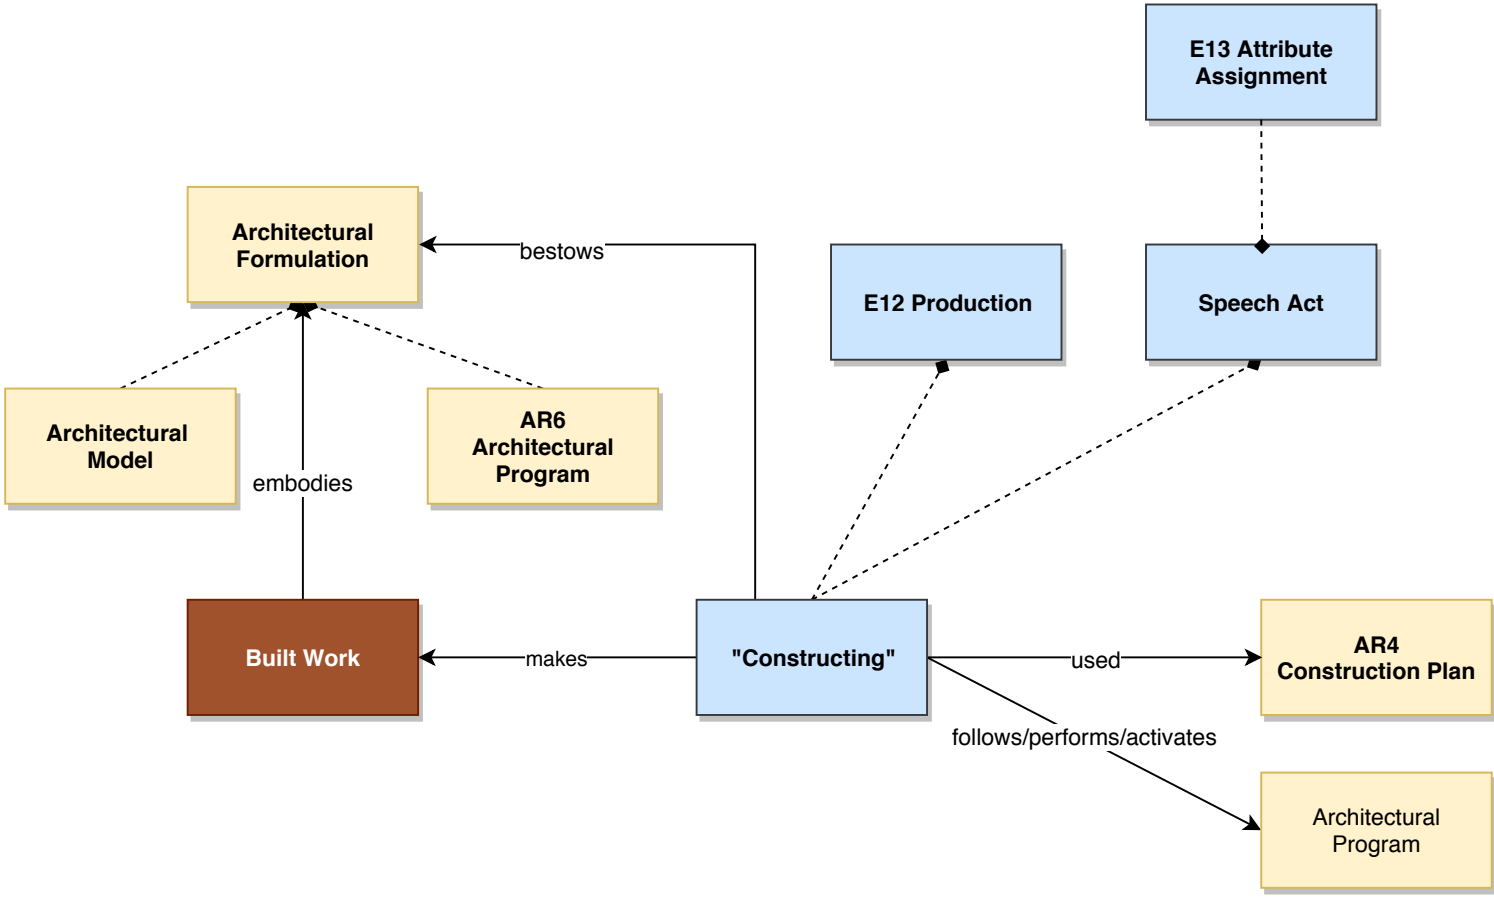 E13 Attribute
Assignment
Architectural
Formulation
bestows
E12 Production
Speech Act
Architectural
Model
AR6
Architectural
Program
embodies
Built Work
makes
"Constructing"
used
AR4
Construction Plan
follows/performs/activates
Architectural
Program